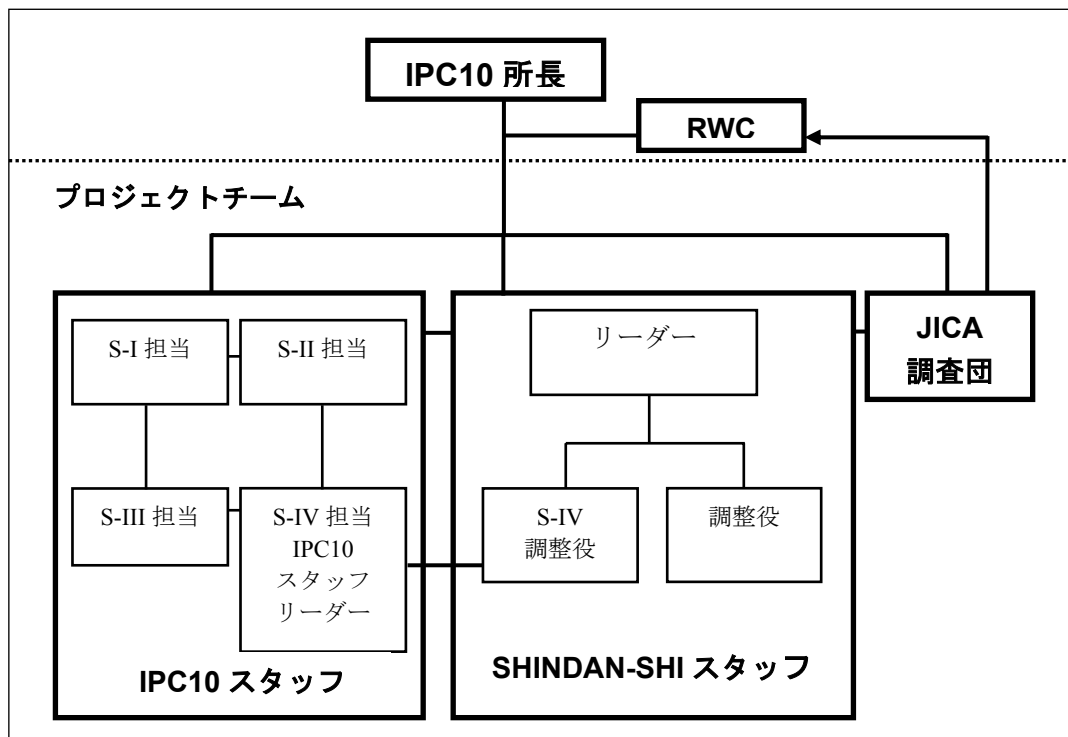 IPC10 所長
RWC
プロジェクトチーム
S-I 担当
S-II 担当
S-III 担当
S-IV 担当
IPC10
スタッフ
リーダー
IPC10 スタッフ
リーダー
S-IV
調整役
調整役
SHINDAN-SHI スタッフ
JICA
調査団